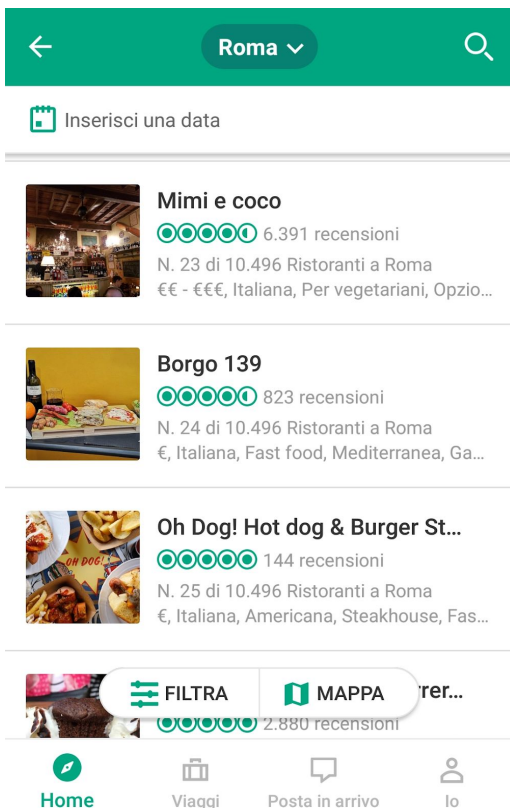 Roma
Inserisci una data
Mimi e coco
6.391 recensioni
N. 23 di 10.496 Ristoranti a Roma
€€ - €€€, Italiana, Per vegetariani, Opzio...
Borgo 139
823 recensioni
N. 24 di 10.496 Ristoranti a Roma
€, Italiana, Fast food, Mediterranea, Ga...
OH DOG!
Oh Dog! Hot dog & Burger St...
144 recensioni
N. 25 di 10.496 Ristoranti a Roma
€, Italiana, Americana, Steakhouse, Fas...
FILTRA
MAPPA
rrer...
2.880 recensioni
Home
Viaggi
Posta in arrivo
Io